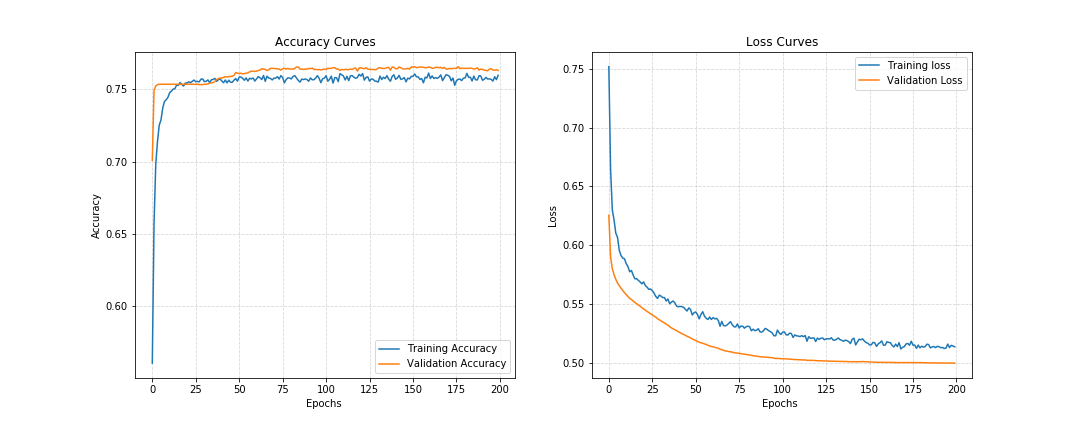 Accuracy Curves
0.75
0.70
0.65
0.60
Accuracy
0
25
50
75
100
125
150
175
200
Epochs
Training Accuracy
Validation Accuracy
Loss Curves
0.75
0.70
0.65
0.60
0.55
0.50
Loss
0
25
50
75
100
125
150
175
200
Epochs
Training loss
Validation Loss